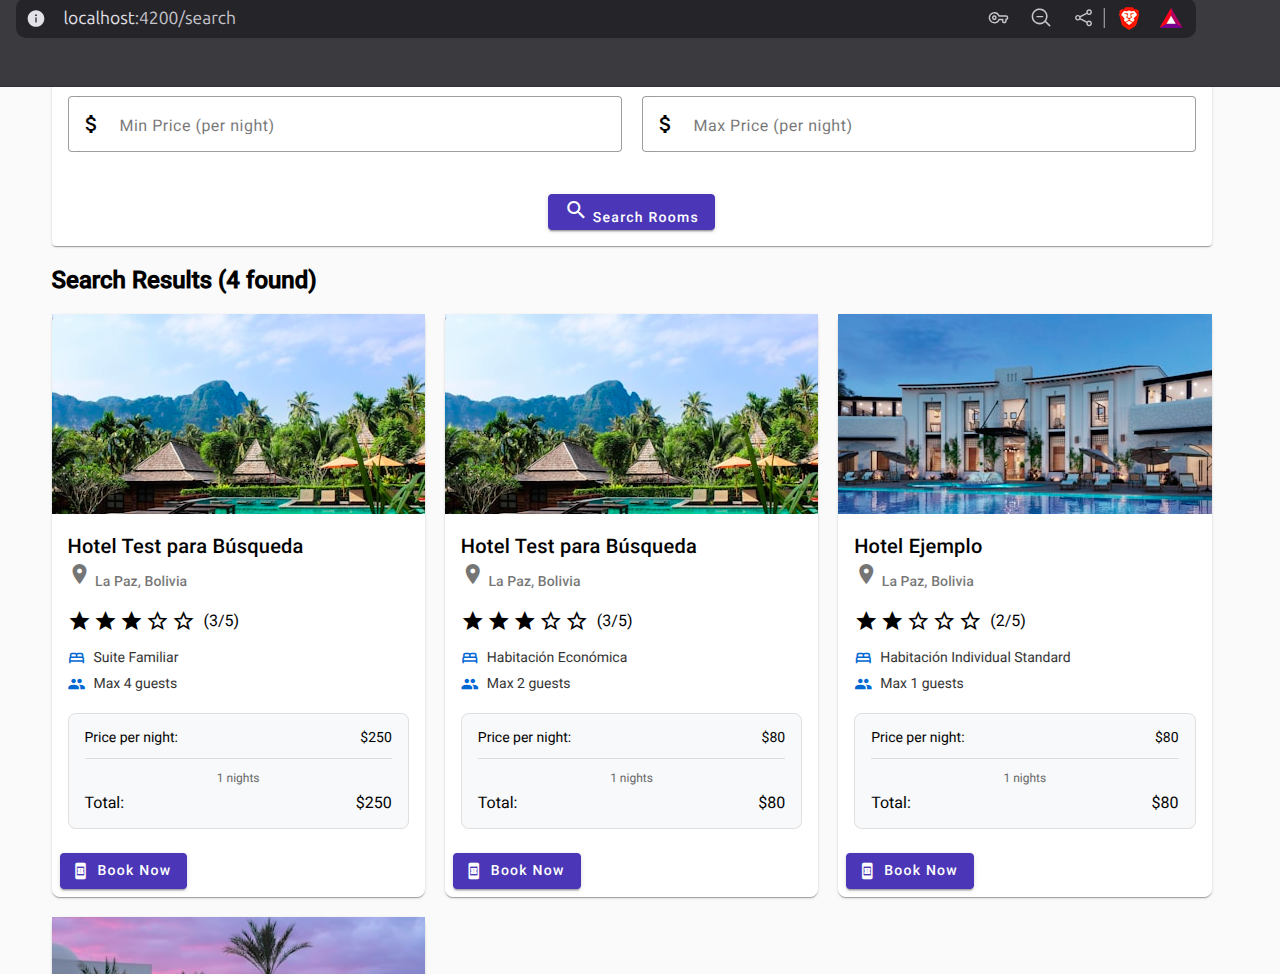 localhost:4200/search
Min Price (per night)
Max Price (per night)
Search Rooms
Search Results (4 found)
Hotel Test para Búsqueda
La Paz, Bolivia
(3/5)
Suite Familiar
Max 4 guests
Price per night: $250
1 nights
Total: $250
Book Now
Hotel Test para Búsqueda
La Paz, Bolivia
(3/5)
Habitación Económica
Max 2 guests
Price per night: $80
1 nights
Total: $80
Book Now
Hotel Ejemplo
La Paz, Bolivia
(2/5)
Habitación Individual Standard
Max 1 guests
Price per night: $80
1 nights
Total: $80
Book Now